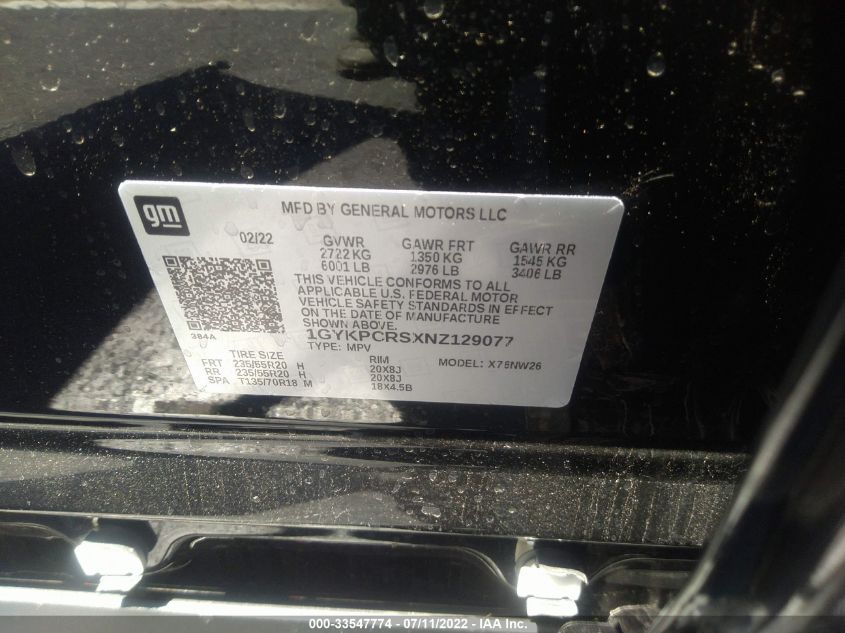 gm
MFD BY GENERAL MOTORS LLC
02/22
GVWR GAWR FRT GAWR RR
2722 KG 1350 KG 1545 KG
6001 LB 2976 LB 3406 LB
THIS VEHICLE CONFORMS TO ALL
APPLICABLE U.S. FEDERAL MOTOR
VEHICLE SAFETY STANDARDS IN EFFECT
ON THE DATE OF MANUFACTURE
SHOWN ABOVE.
384A
1GYKPCRSXNZ129077
TYPE: MPV MODEL: X76NW26
TIRE SIZE RIM
FRT 235/55R20 H 20X8J
RR 235/55R20 H 20X8J
SPA T135/70R18 M 18X4.5B
000-33547774 - 07/11/2022 - IAA Inc.